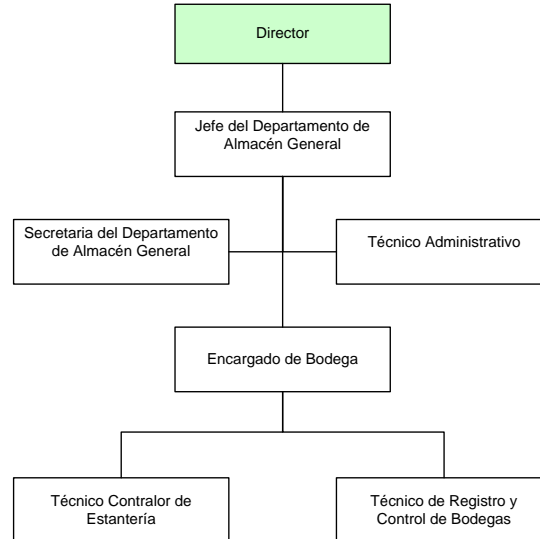 Director
Jefe del Departamento de
Almacén General
Secretaria del Departamento
de Almacén General
Técnico Administrativo
Encargado de Bodega
Técnico Contralor de
Estantería
Técnico de Registro y
Control de Bodegas